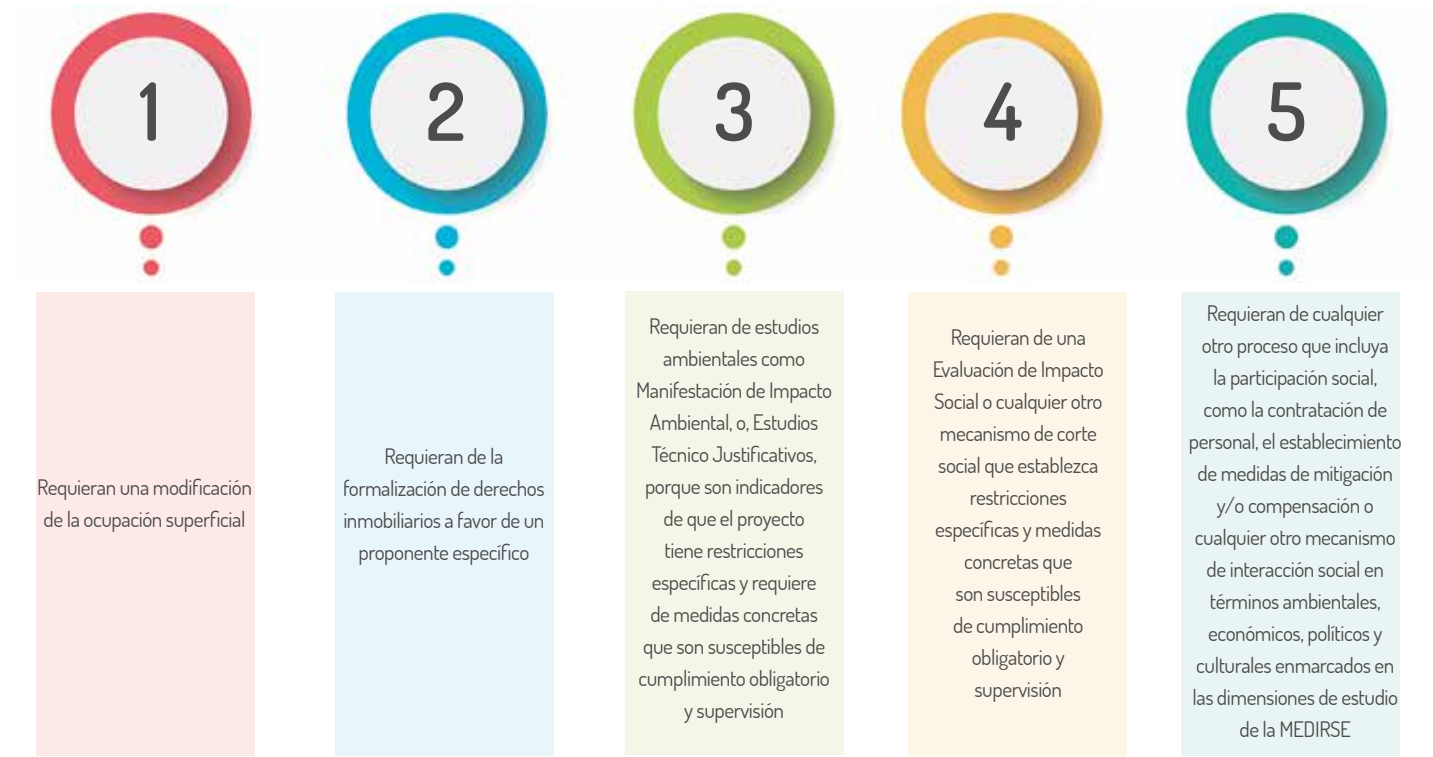 1
Requieran una modificación
de la ocupación superficial
2
Requieran de la
formalización de derechos
inmobiliarios a favor de un
proponente específico
3
Requieran de estudios
ambientales como
Manifestación de Impacto
Ambiental, o, Estudios
Técnico Justificativos,
porque son indicadores
de que el proyecto
tiene restricciones
específicas y requiere
de medidas concretas
que son susceptibles de
cumplimiento obligatorio
y supervisión
4
Requieran de una
Evaluación de Impacto
Social o cualquier otro
mecanismo de corte
social que establezca
restricciones
específicas y medidas
concretas que
son susceptibles
de cumplimiento
obligatorio y
supervisión
5
Requieran de cualquier
otro proceso que incluya
la participación social,
como la contratación de
personal, el establecimiento
de medidas de mitigación
y/o compensación o
cualquier otro mecanismo
de interacción social en
términos ambientales,
económicos, políticos y
culturales enmarcados en
las dimensiones de estudio
de la MEDIRSE